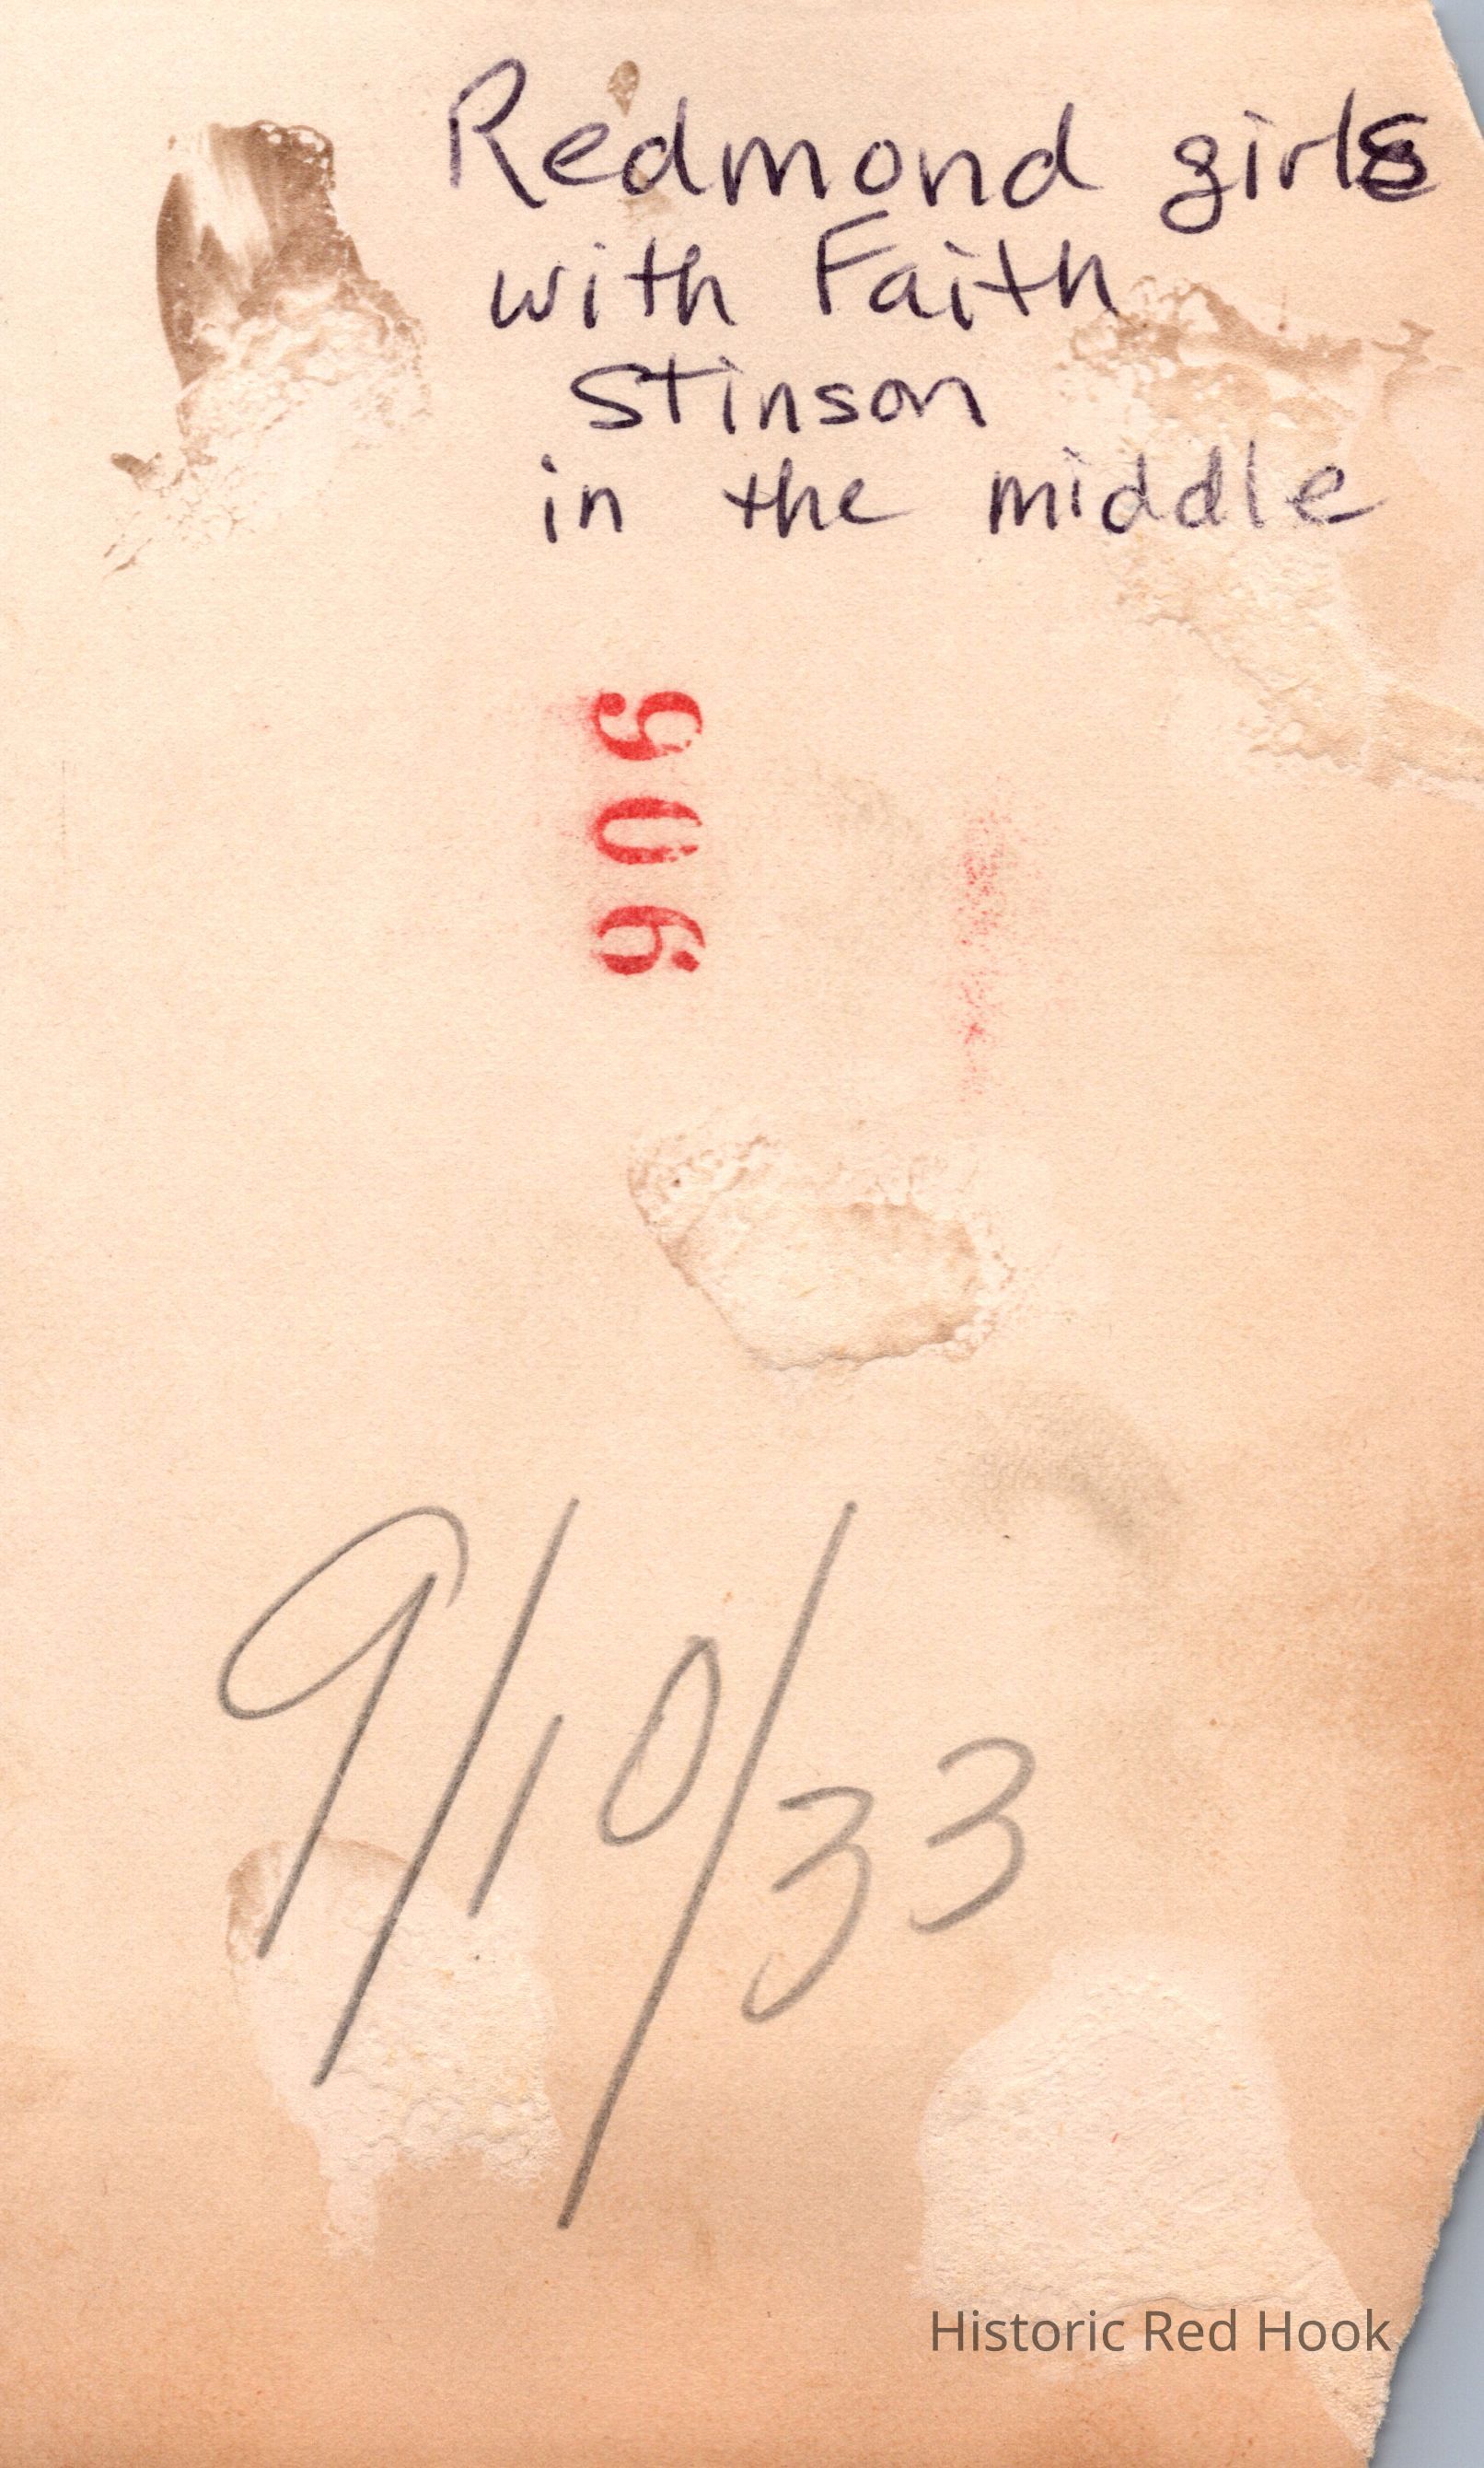 Redmond girls
with Faith
Stinson
in the middle
906
9/10/33
Historic Red Hook